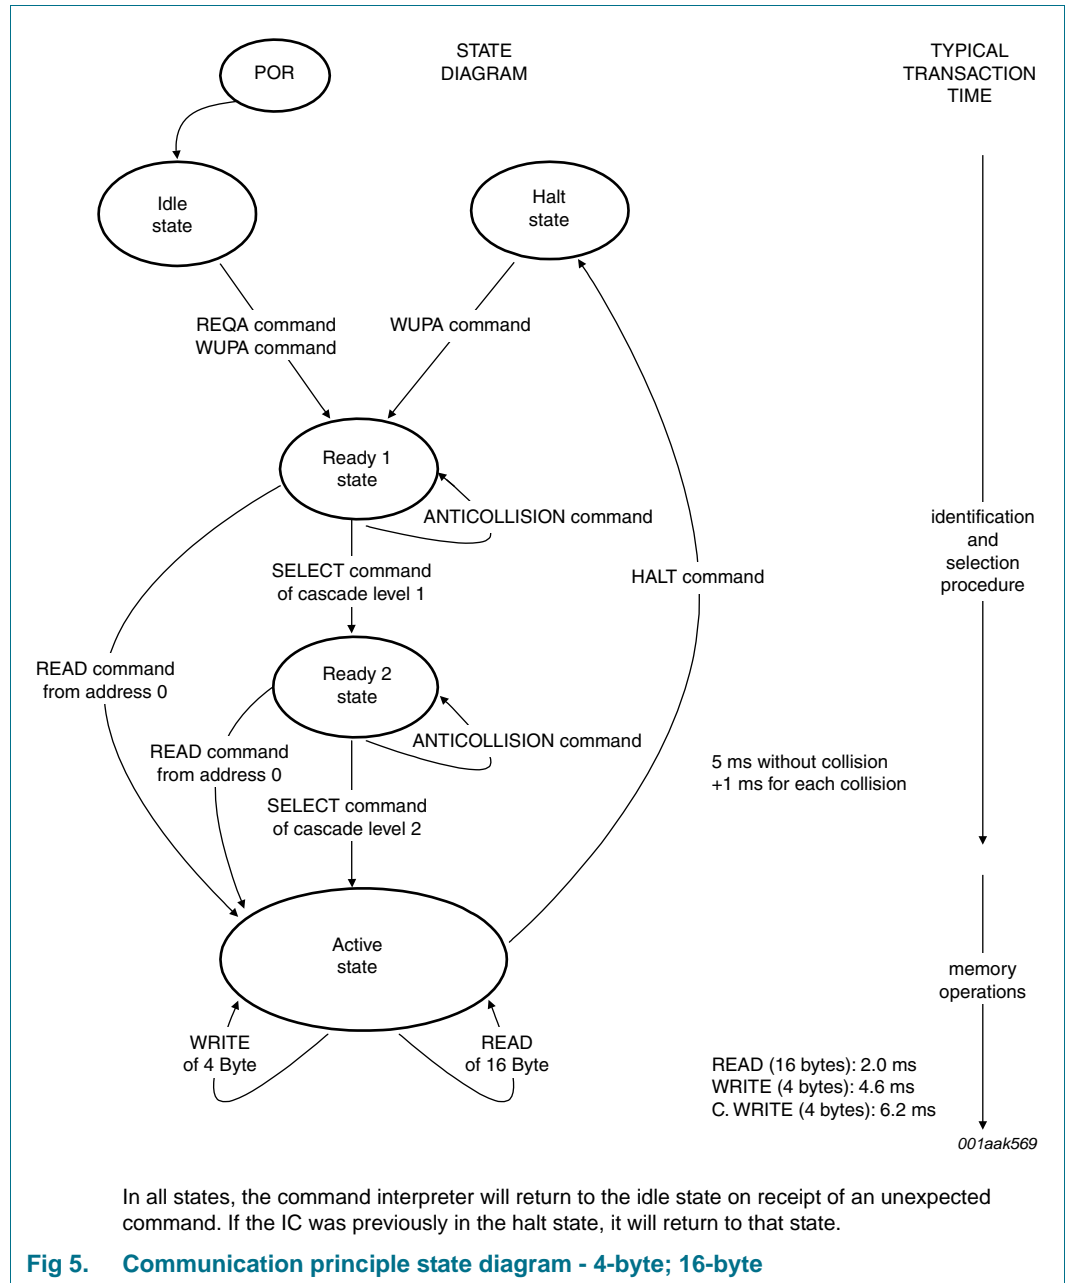 POR
STATE
DIAGRAM
TYPICAL
TRANSACTION
TIME
Idle
state
Halt
state
REQA command
WUPA command
WUPA command
Ready 1
state
ANTICOLLISION command
identification
and
selection
procedure
SELECT command
of cascade level 1
HALT command
READ command
from address 0
Ready 2
state
ANTICOLLISION command
READ command
from address 0
5 ms without collision
+1 ms for each collision
SELECT command
of cascade level 2
Active
state
memory
operations
WRITE
of 4 Byte
READ
of 16 Byte
READ (16 bytes): 2.0 ms
WRITE (4 bytes): 4.6 ms
C. WRITE (4 bytes): 6.2 ms
001aak569
In all states, the command interpreter will return to the idle state on receipt of an unexpected
command. If the IC was previously in the halt state, it will return to that state.
Fig 5. Communication principle state diagram - 4-byte; 16-byte